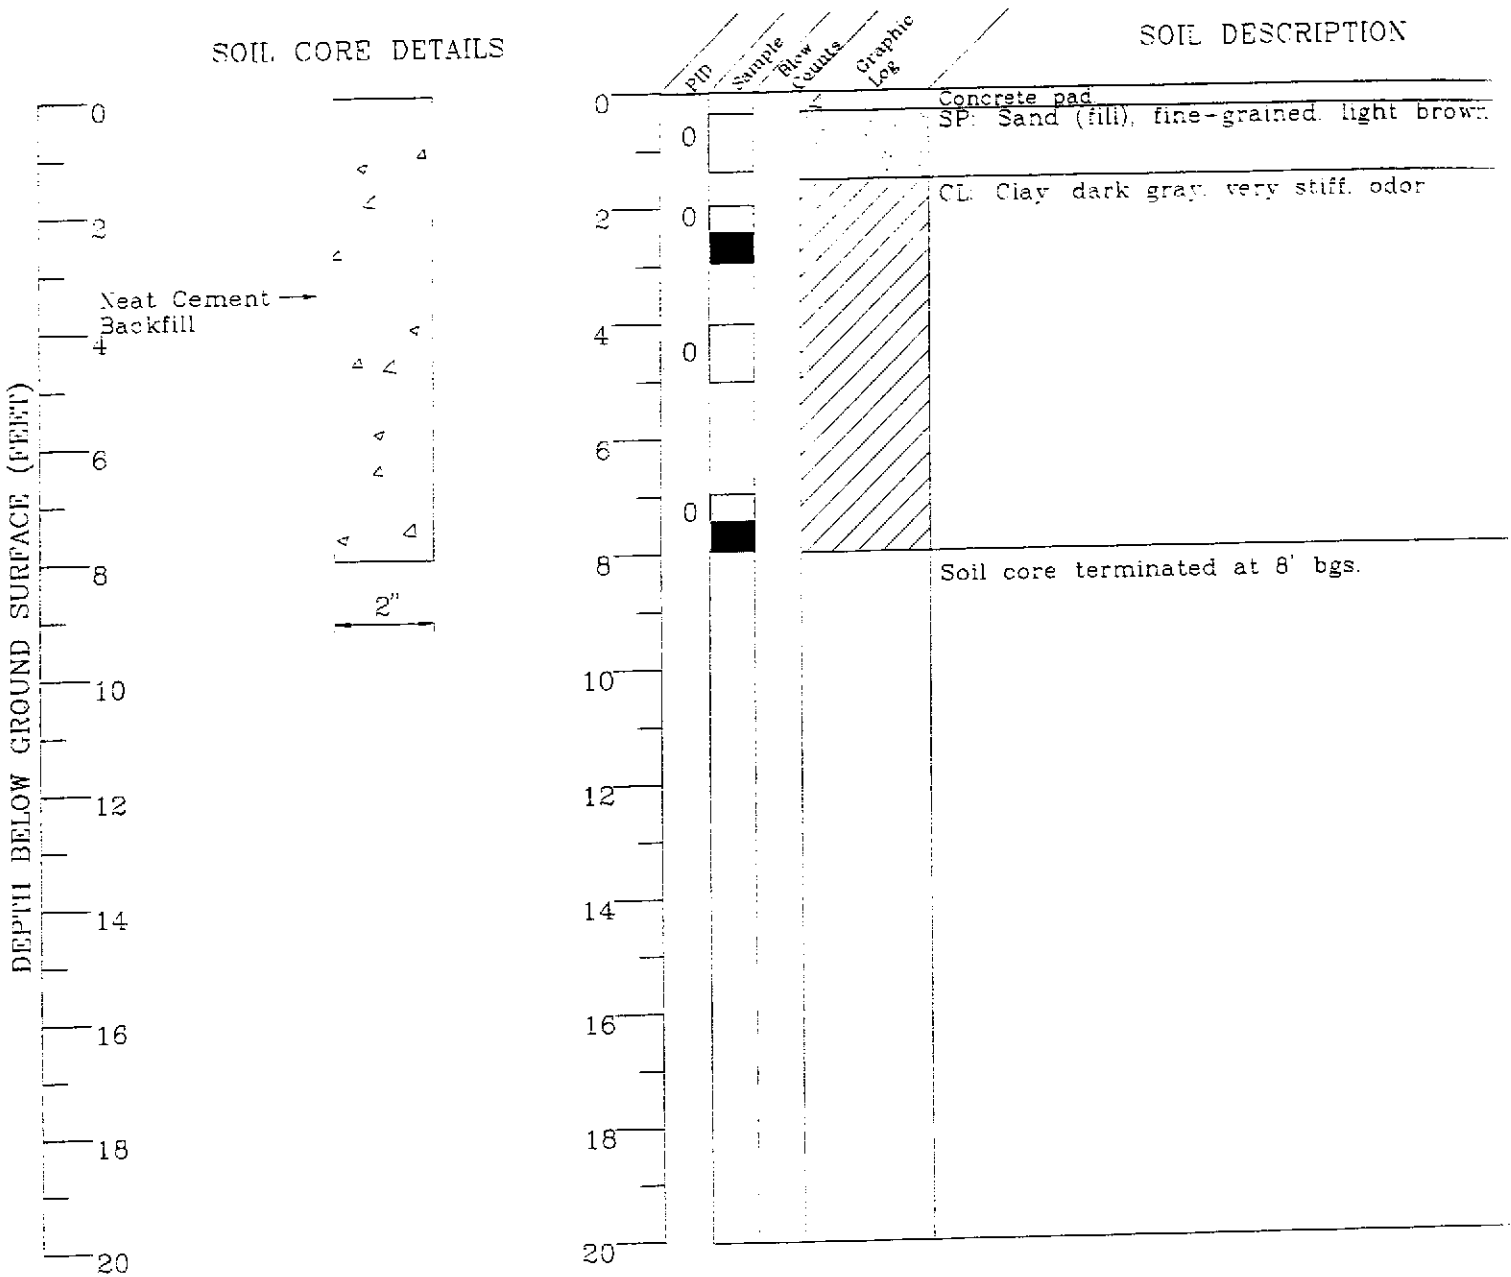 SOIL CORE DETAILS
DEPTH BELOW GROUND SURFACE (FEET)
0
2
4
6
8
10
12
14
16
18
20
Neat Cement
Backfill
2"
PID
Sample
Blow
Counts
Graphic
Log
SOIL DESCRIPTION
0
2
4
6
8
10
12
14
16
18
20
0
0
0
0
Concrete pad
SP: Sand (fill), fine-grained, light brown
CL: Clay dark gray, very stiff, odor
Soil core terminated at 8' bgs.